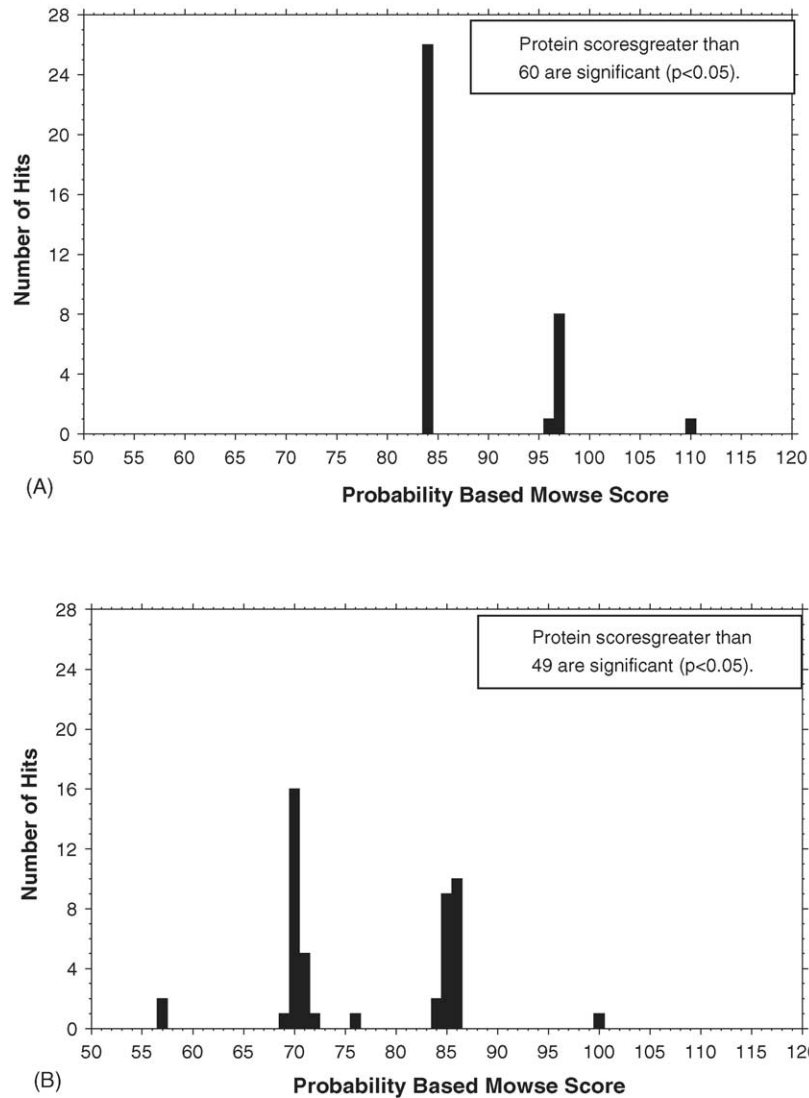 28
24
20
16
12
8
4
0
Number of Hits
Protein scoresgreater than
60 are significant (p<0.05).
50 55 60 65 70 75 80 85 90 95 100 105 110 115 120
(A)
Probability Based Mowse Score
28
24
20
16
12
8
4
0
Number of Hits
Protein scoresgreater than
49 are significant (p<0.05).
50 55 60 65 70 75 80 85 90 95 100 105 110 115 120
(B)
Probability Based Mowse Score